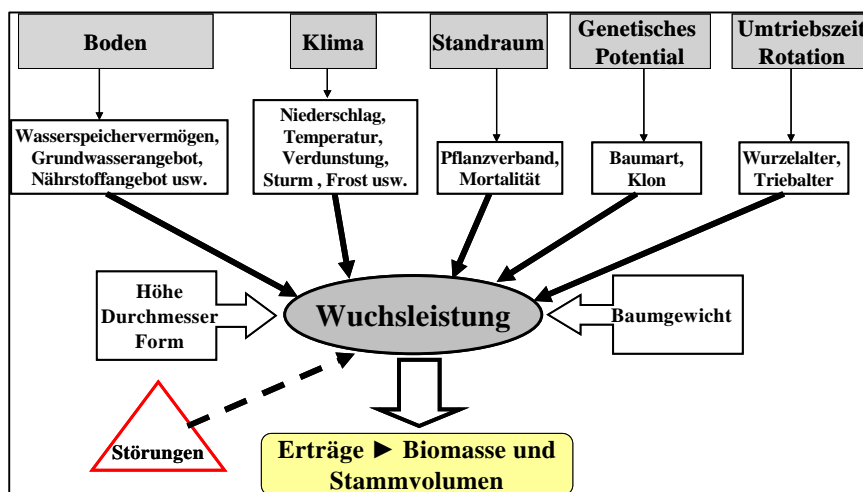 Boden
Klima
Standraum
Genetisches
Potential
Umtriebszeit
Rotation
Wasserspeichervermögen,
Grundwasserangebot,
Nährstoffangebot usw.
Niederschlag,
Temperatur,
Verdunstung,
Sturm , Frost usw.
Pflanzverband,
Mortalität
Baumart,
Klon
Wurzelalter,
Triebalter
Höhe
Durchmesser
Form
Wuchsleistung
Baumgewicht
Störungen
Erträge ► Biomasse und
Stammvolumen